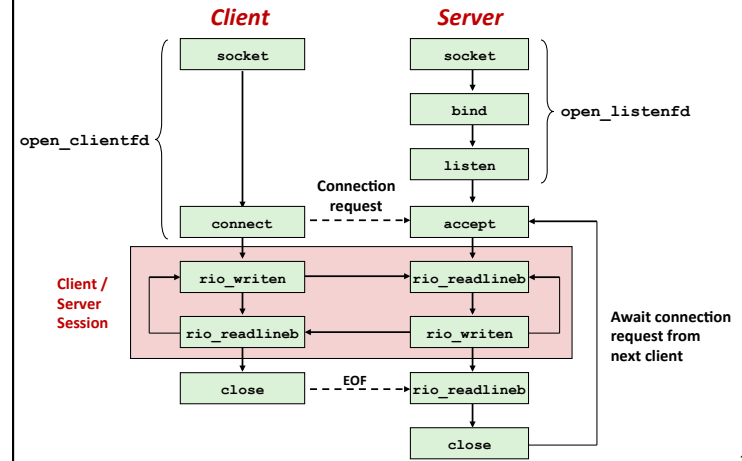 Client
Server
socket
socket
bind
open_clientfd
open_listenfd
listen
Connection
request
connect
accept
Client /
Server
Session
rio_writen
rio_readlineb
rio_readlineb
rio_writen
Await connection
request from
next client
close
EOF
rio_readlineb
close